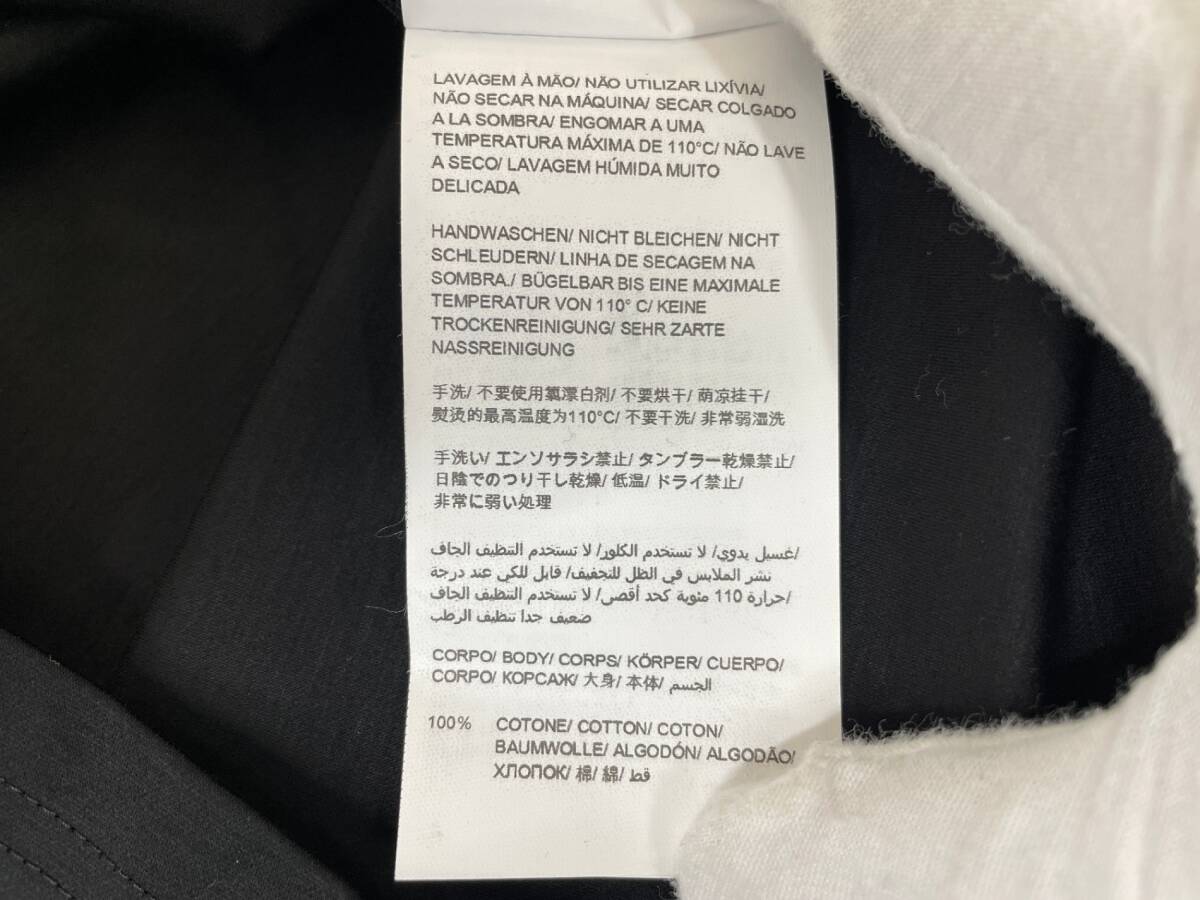 LAVAGEM À MÃO/ NÃO UTILIZAR LIXÍVIA/
NÃO SECAR NA MÁQUINA/ SECAR COLGADO
A LA SOMBRA/ ENGOMAR A UMA
TEMPERATURA MÁXIMA DE 110°C/ NÃO LAVE
A SECO/ LAVAGEM HÚMIDA MUITO
DELICADA
HANDWASCHEN/ NICHT BLEICHEN/ NICHT
SCHLEUDERN/ LINHA DE SECAGEM NA
SOMBRA./ BÜGELBAR BIS EINE MAXIMALE
TEMPERATUR VON 110° C/ KEINE
TROCKENREINIGUNG/ SEHR ZARTE
NASSREINIGUNG
手洗/ 不要使用氯漂白剂/ 不要烘干/ 荫凉挂干/
熨烫的最高温度为110°C/ 不要干洗/ 非常弱湿洗
手洗い/ エンソサラシ禁止/ タンブラー乾燥禁止/
日陰でのつり干し乾燥/ 低温/ ドライ禁止/
非常に弱い処理
غسيل يدوي/ لا تستخدم الكلور/ لا تستخدم التنظيف الجاف/
نشر الملابس في الظل للتجفيف/ قابل للكي عند درجة
حرارة 110 مئوية كحد أقصى/ لا تستخدم التنظيف الجاف/
ضعيف جدا تنظيف الرطب
CORPO/ BODY/ CORPS/ KÖRPER/ CUERPO/
CORPO/ КОРСАЖ/ 大身/ 本体/ الجسم
100% COTONE/ COTTON/ COTON/
BAUMWOLLE/ ALGODÓN/ ALGODÃO/
ХЛОПОК/ 棉/ 綿/ قط